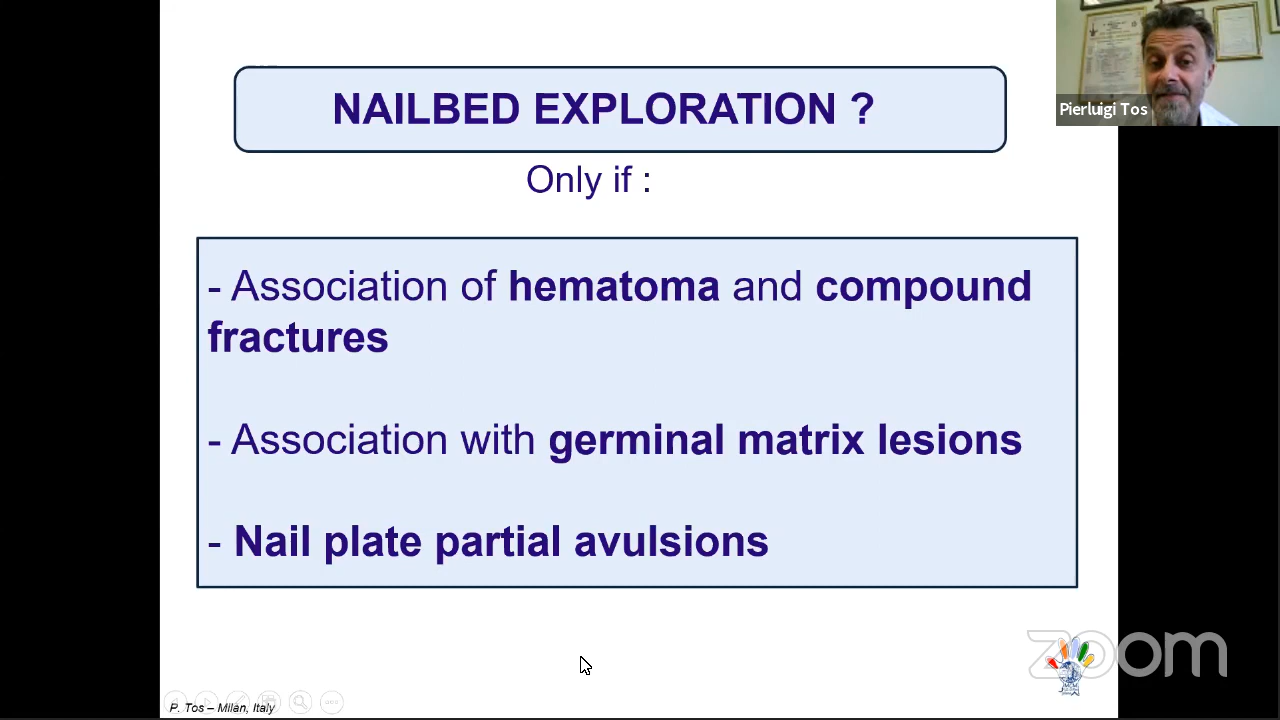 NAILBED EXPLORATION ?
Pierluigi Tos
Only if :
- Association of hematoma and compound
fractures
- Association with germinal matrix lesions
- Nail plate partial avulsions
zoom
P. Tos – Milan, Italy